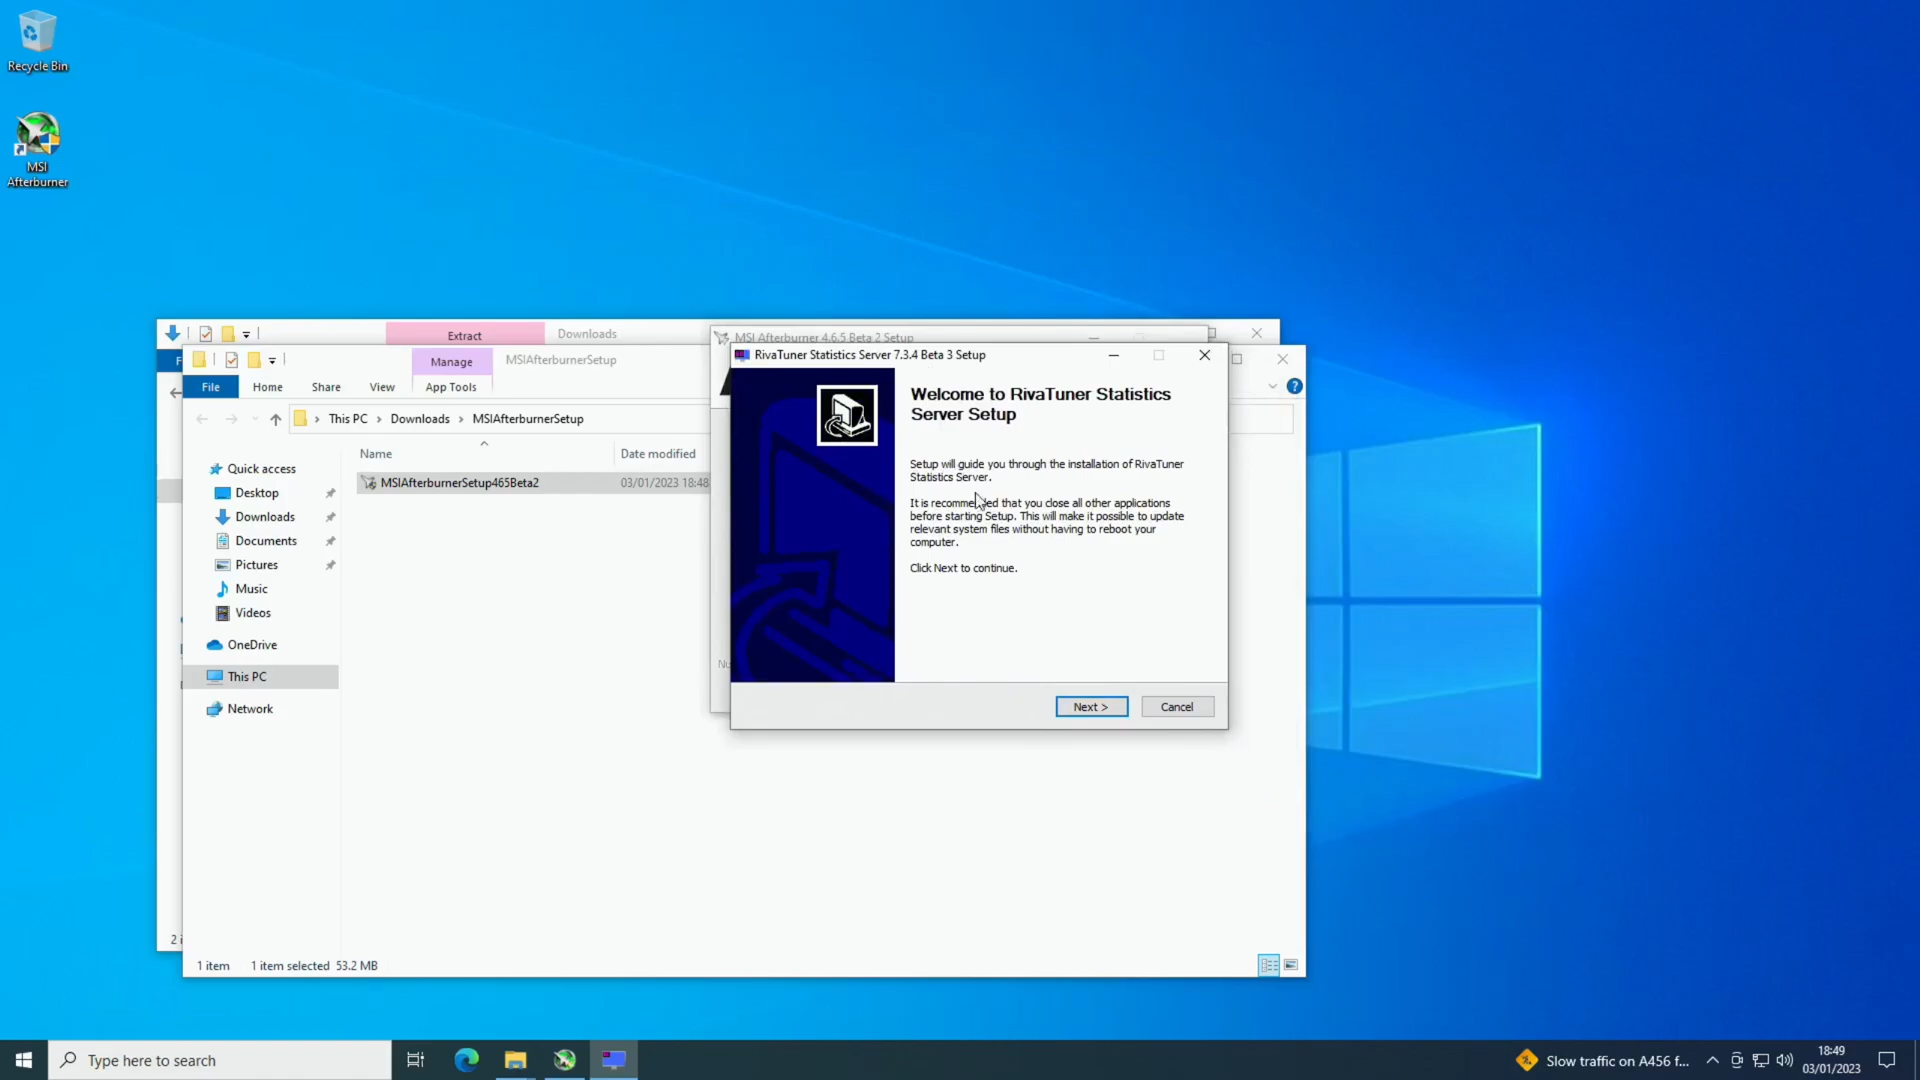 Recycle Bin
MSI
Afterburner
Extract
Downloads
Manage
MSIAfterburnerSetup
File
Home
Share
View
App Tools
This PC
Downloads
MSIAfterburnerSetup
Name
Date modified
MSIAfterburnerSetup465Beta2
03/01/2023 18:48
Quick access
Desktop
Downloads
Documents
Pictures
Music
Videos
OneDrive
This PC
Network
1 item
1 item selected 53.2 MB
MSI Afterburner 4.6.5 Beta 2 Setup
RivaTuner Statistics Server 7.3.4 Beta 3 Setup
Welcome to RivaTuner Statistics
Server Setup
Setup will guide you through the installation of RivaTuner
Statistics Server.
It is recommended that you close all other applications
before starting Setup. This will make it possible to update
relevant system files without having to reboot your
computer.
Click Next to continue.
Next >
Cancel
Type here to search
Slow traffic on A456 f...
18:49
03/01/2023